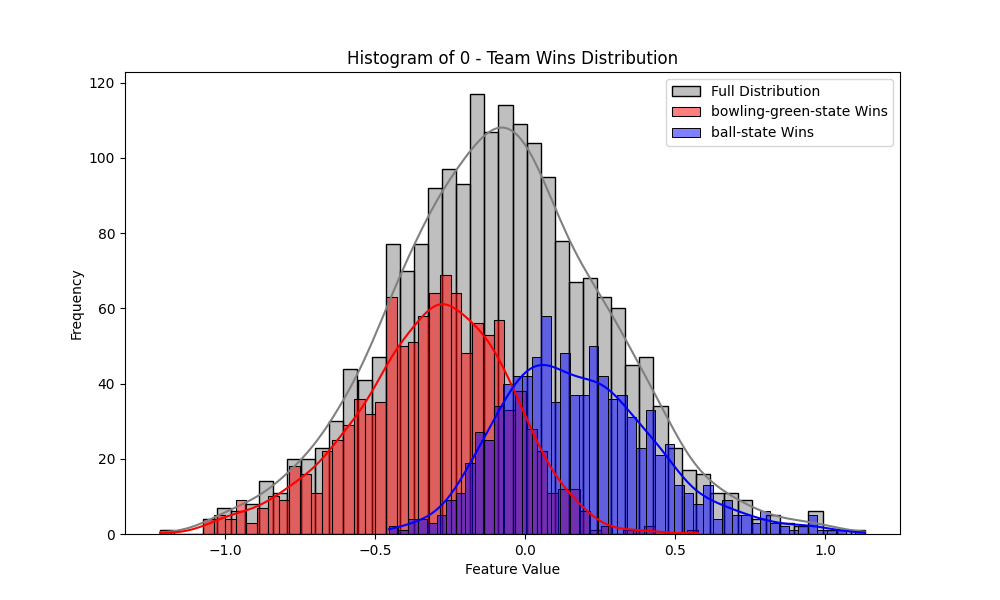 Histogram of 0 - Team Wins Distribution
Full Distribution
bowling-green-state Wins
ball-state Wins
Frequency
120
100
80
60
40
20
0
−1.0
−0.5
0.0
0.5
1.0
Feature Value